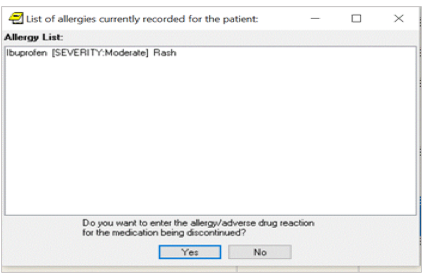 List of allergies currently recorded for the patient:
Allergy List:
Ibuprofen [SEVERITY:Moderate] Rash
Do you want to enter the allergy/adverse drug reaction
for the medication being discontinued?
Yes No